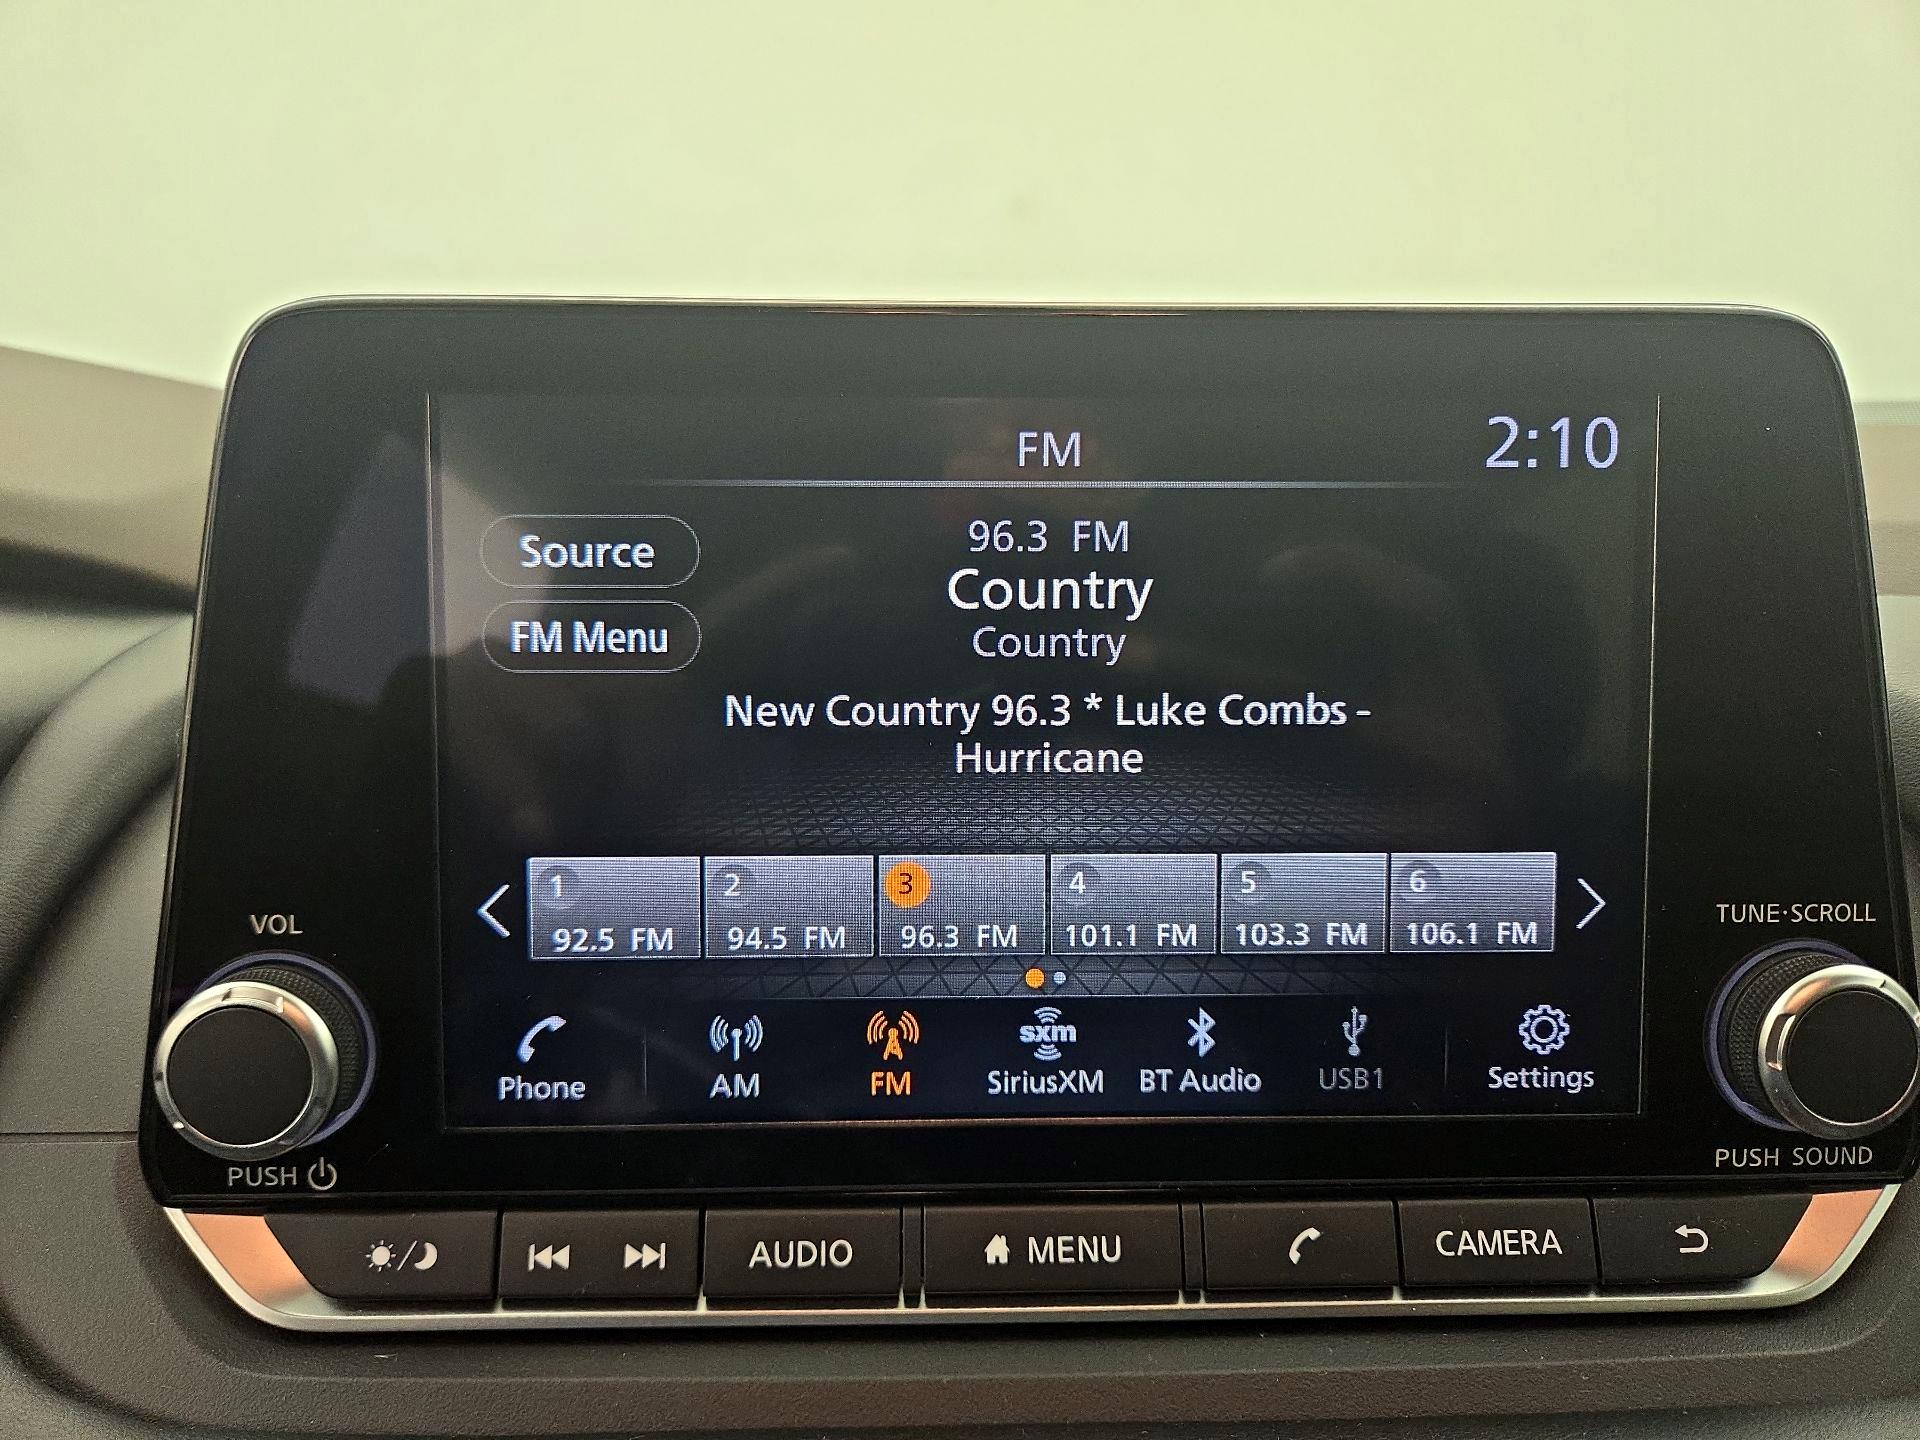 FM
2:10
Source
96.3 FM
Country
FM Menu
Country
New Country 96.3 * Luke Combs -
Hurricane
1
2
3
4
5
6
92.5 FM
94.5 FM
96.3 FM
101.1 FM
103.3 FM
106.1 FM
VOL
TUNE·SCROLL
sxm
Phone
AM
FM
SiriusXM
BT Audio
USB1
Settings
PUSH
PUSH SOUND
AUDIO
MENU
CAMERA